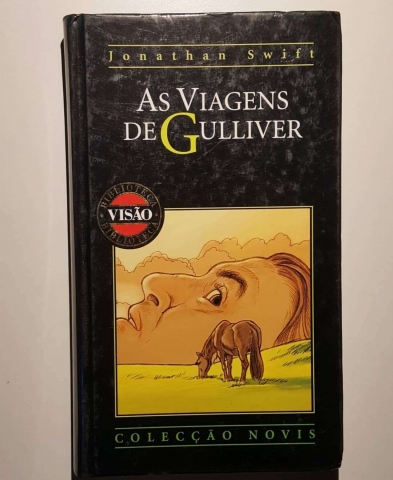 Jonathan Swift
AS VIAGENS
DE GULLIVER
BIBLIOTECA
VISÃO
BIBLIOTECA
COLECÇÃO NOVIS